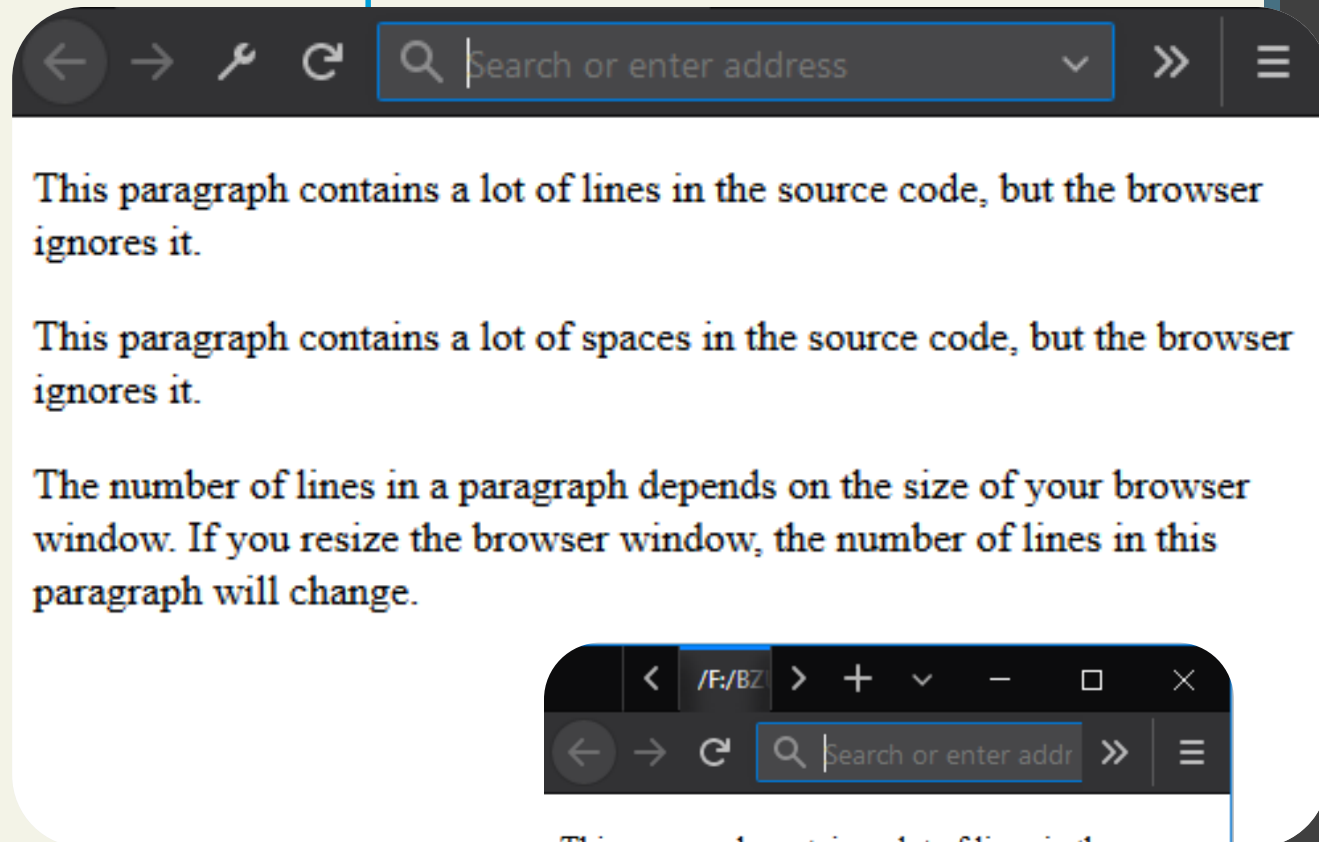 Search or enter address
This paragraph contains a lot of lines in the source code, but the browser
ignores it.
This paragraph contains a lot of spaces in the source code, but the browser
ignores it.
The number of lines in a paragraph depends on the size of your browser
window. If you resize the browser window, the number of lines in this
paragraph will change.
/F:/BZ
Search or enter addr